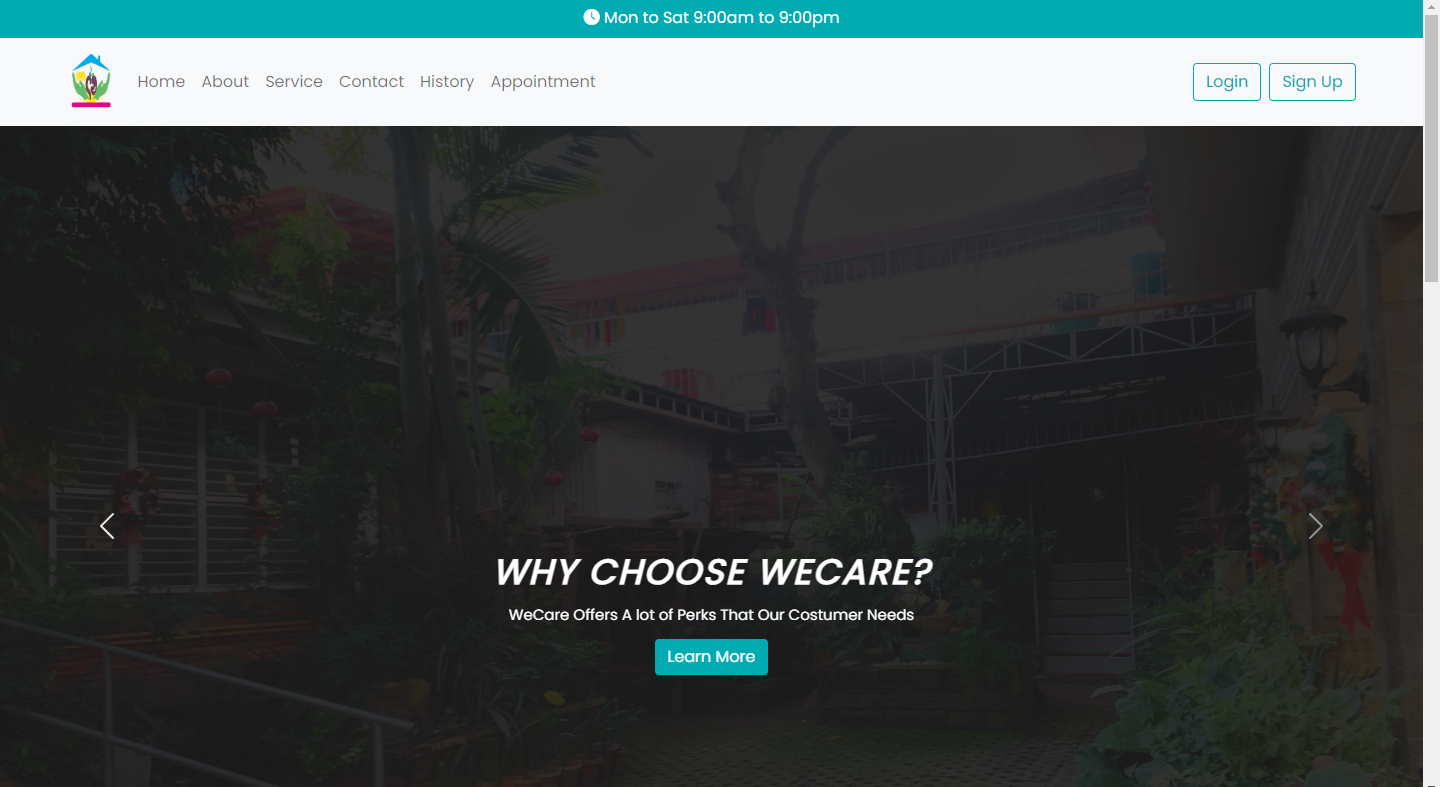 Mon to Sat 9:00am to 9:00pm
Home About Service Contact History Appointment Login Sign Up
WHY CHOOSE WECARE?
WeCare Offers A lot of Perks That Our Costumer Needs
Learn More